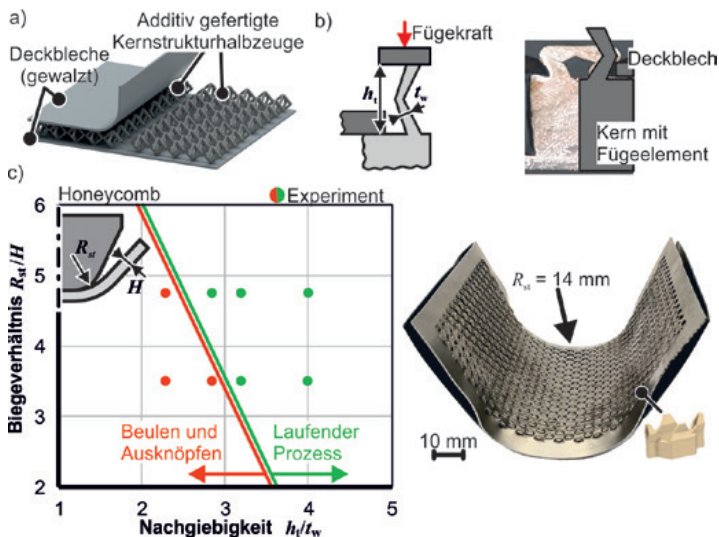 a)
Additiv gefertigte
Kernstrukturhalbzeuge
Deckbleche
(gewalzt)
b)
Fügekraft
h_t
t_w
Deckblech
Kern mit
Fügeelement
c)
Honeycomb
Experiment
Biegeverhältnis R_st/H
6
5
4
3
2
R_st
H
Beulen und
Ausknöpfen
Laufender
Prozess
1
2
3
4
5
Nachgiebigkeit h_t/t_w
R_st = 14 mm
10 mm